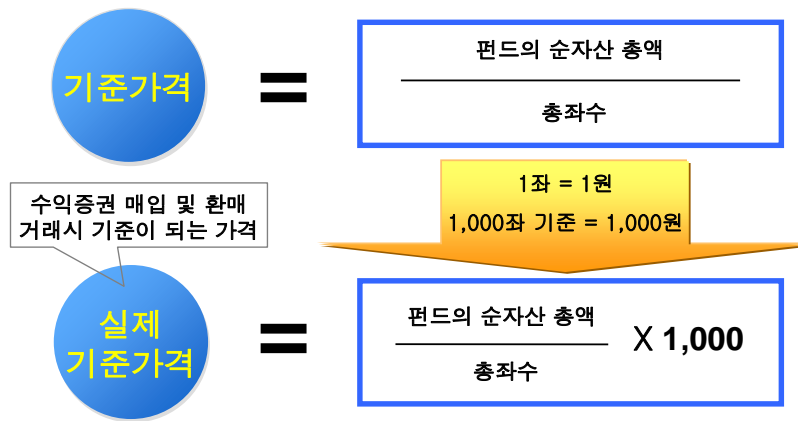 기준가격
=
펀드의 순자산 총액
총좌수
1좌 = 1원
1,000좌 기준 = 1,000원
수익증권 매입 및 환매
거래시 기준이 되는 가격
실제
기준가격
=
펀드의 순자산 총액
총좌수
X 1,000